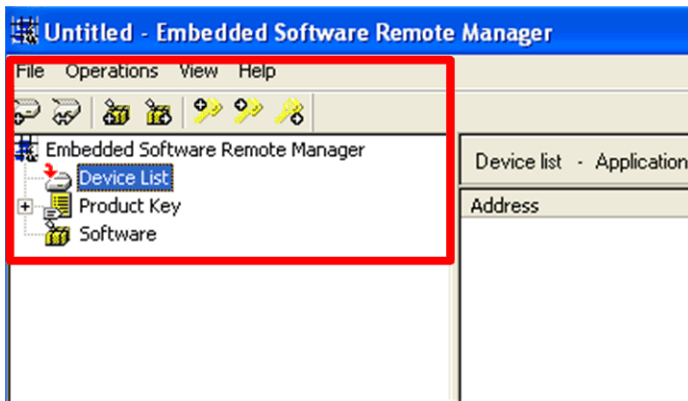 Untitled - Embedded Software Remote Manager
File Operations View Help
Embedded Software Remote Manager
Device List
Product Key
Software
Device list - Application
Address